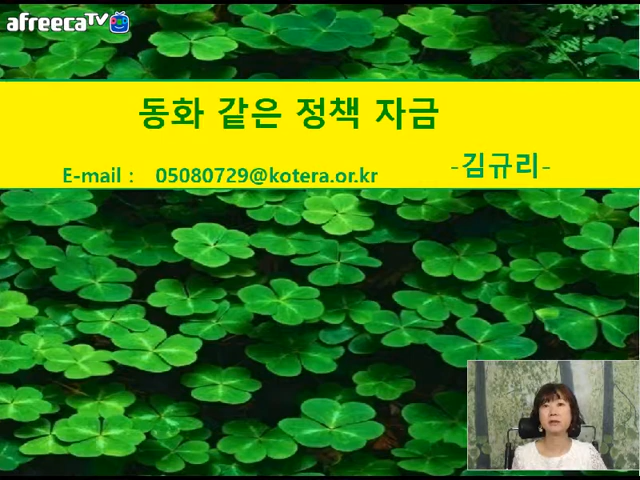 afreecaTV
동화 같은 정책 자금
E-mail : 05080729@kotera.or.kr
-김규리-